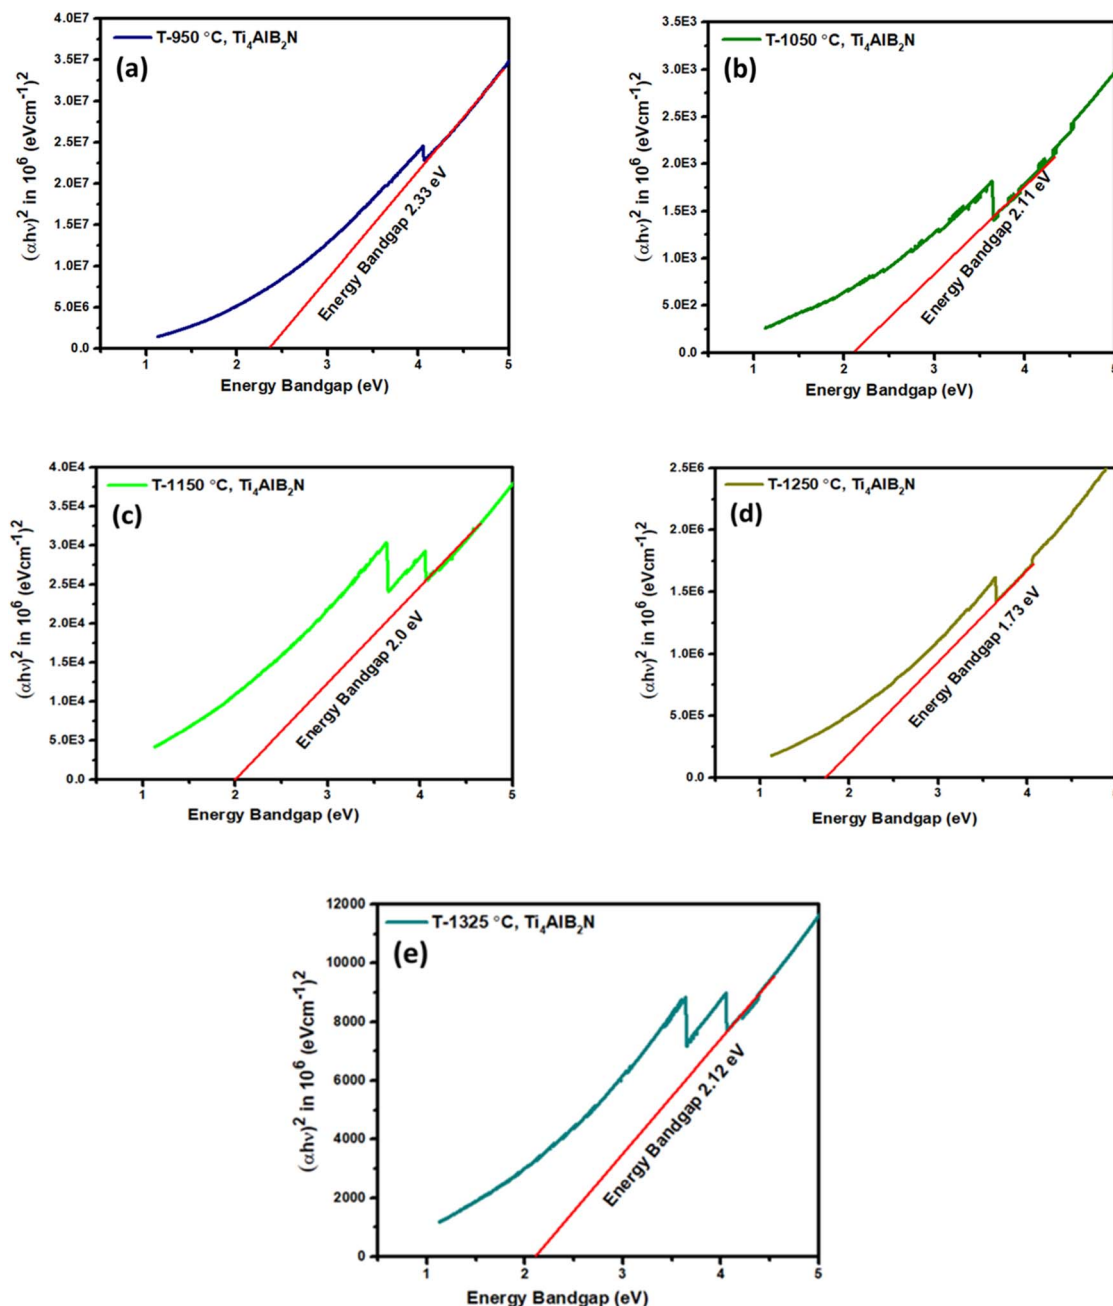 T-950 °C, Ti₄AlB₂N
(a)
4.0E7
3.5E7
3.0E7
2.5E7
2.0E7
1.5E7
1.0E7
5.0E6
0.0
(αhν)² in 10⁶ (eVcm⁻¹)²
Energy Bandgap 2.33 eV
1 2 3 4 5
Energy Bandgap (eV)
T-1050 °C, Ti₄AlB₂N
(b)
3.5E3
3.0E3
2.5E3
2.0E3
1.5E3
1.0E3
5.0E2
0.0
(αhν)² in 10⁶ (eVcm⁻¹)²
Energy Bandgap 2.11 eV
1 2 3 4 5
Energy Bandgap (eV)
T-1150 °C, Ti₄AlB₂N
(c)
4.0E4
3.5E4
3.0E4
2.5E4
2.0E4
1.5E4
1.0E4
5.0E3
0.0
(αhν)² in 10⁶ (eVcm⁻¹)²
Energy Bandgap 2.0 eV
1 2 3 4 5
Energy Bandgap (eV)
T-1250 °C, Ti₄AlB₂N
(d)
2.5E6
2.0E6
1.5E6
1.0E6
5.0E5
0.0
(αhν)² in 10⁶ (eVcm⁻¹)²
Energy Bandgap 1.73 eV
1 2 3 4 5
Energy Bandgap (eV)
T-1325 °C, Ti₄AlB₂N
(e)
12000
10000
8000
6000
4000
2000
0
(αhν)² in 10⁶ (eVcm⁻¹)²
Energy Bandgap 2.12 eV
1 2 3 4 5
Energy Bandgap (eV)